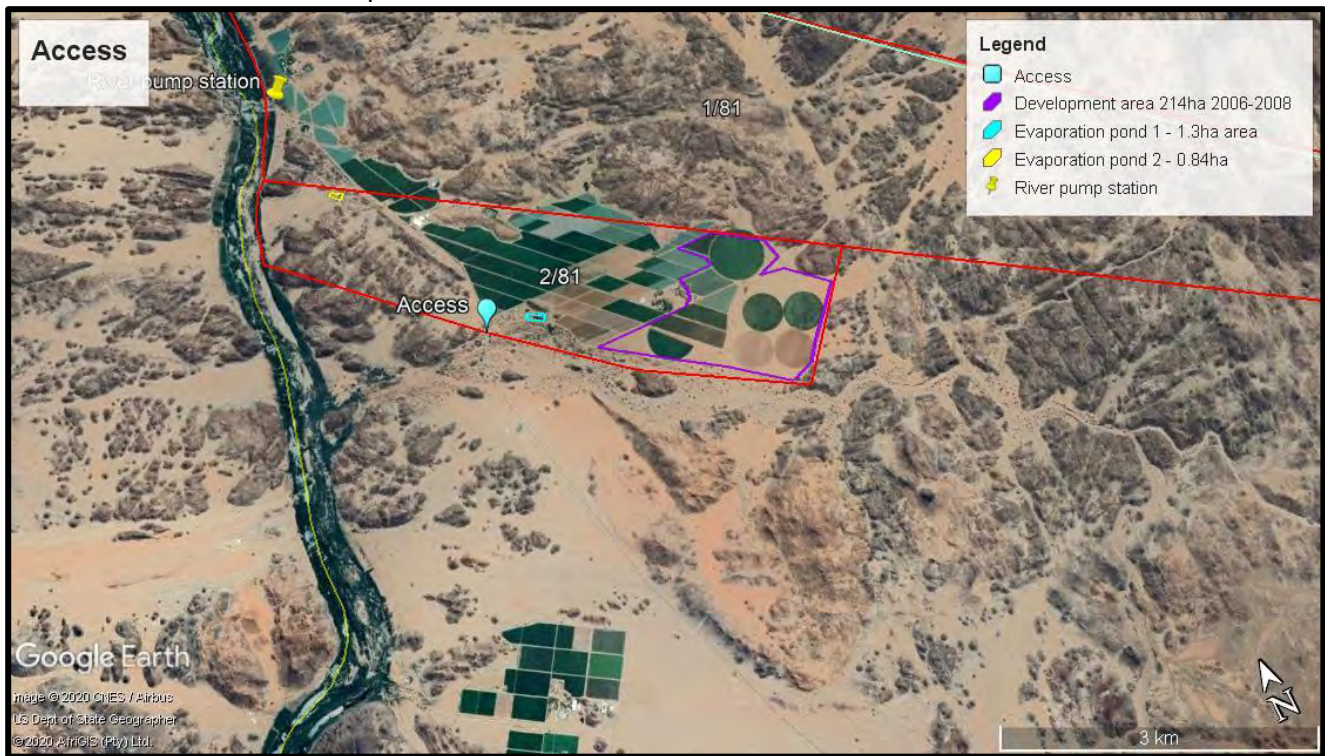 Access
River pump station
1/81
2/81
Access
Legend
Access
Development area 214ha 2006-2008
Evaporation pond 1 - 1.3ha area
Evaporation pond 2 - 0.84ha
River pump station
Google Earth
Image © 2020 CNES / Airbus
US Dept of State Geographer
© 2020 AfriGIS (Pty) Ltd.
N
3 km